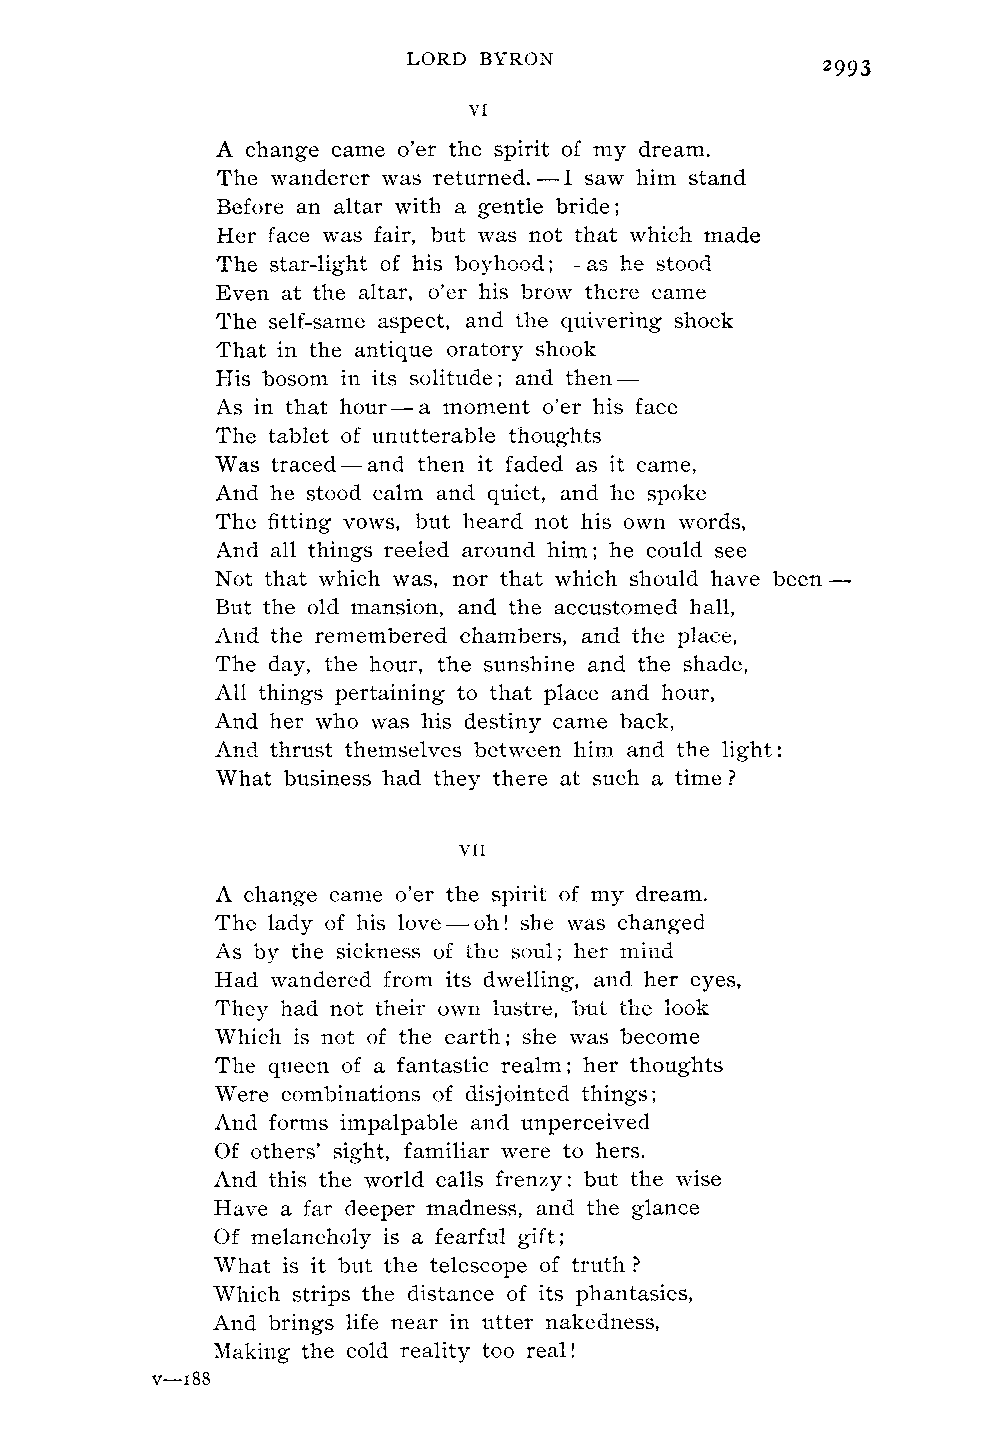 LORD BYRON
2993
VI
A change came o'er the spirit of my dream.
The wanderer was returned.—I saw him stand
Before an altar with a gentle bride;
Her face was fair, but was not that which made
The star-light of his boyhood; -as he stood
Even at the altar, o'er his brow there came
The self-same aspect, and the quivering shock
That in the antique oratory shook
His bosom in its solitude; and then—
As in that hour—a moment o'er his face
The tablet of unutterable thoughts
Was traced—and then it faded as it came,
And he stood calm and quiet, and he spoke
The fitting vows, but heard not his own words,
And all things reeled around him; he could see
Not that which was, nor that which should have been—
But the old mansion, and the accustomed hall,
And the remembered chambers, and the place,
The day, the hour, the sunshine and the shade,
All things pertaining to that place and hour,
And her who was his destiny came back,
And thrust themselves between him and the light:
What business had they there at such a time?
VII
A change came o'er the spirit of my dream.
The lady of his love—oh! she was changed
As by the sickness of the soul; her mind
Had wandered from its dwelling, and her eyes,
They had not their own lustre, but the look
Which is not of the earth; she was become
The queen of a fantastic realm; her thoughts
Were combinations of disjointed things;
And forms impalpable and unperceived
Of others' sight, familiar were to hers.
And this the world calls frenzy: but the wise
Have a far deeper madness, and the glance
Of melancholy is a fearful gift;
What is it but the telescope of truth?
Which strips the distance of its phantasies,
And brings life near in utter nakedness,
Making the cold reality too real!
V—188